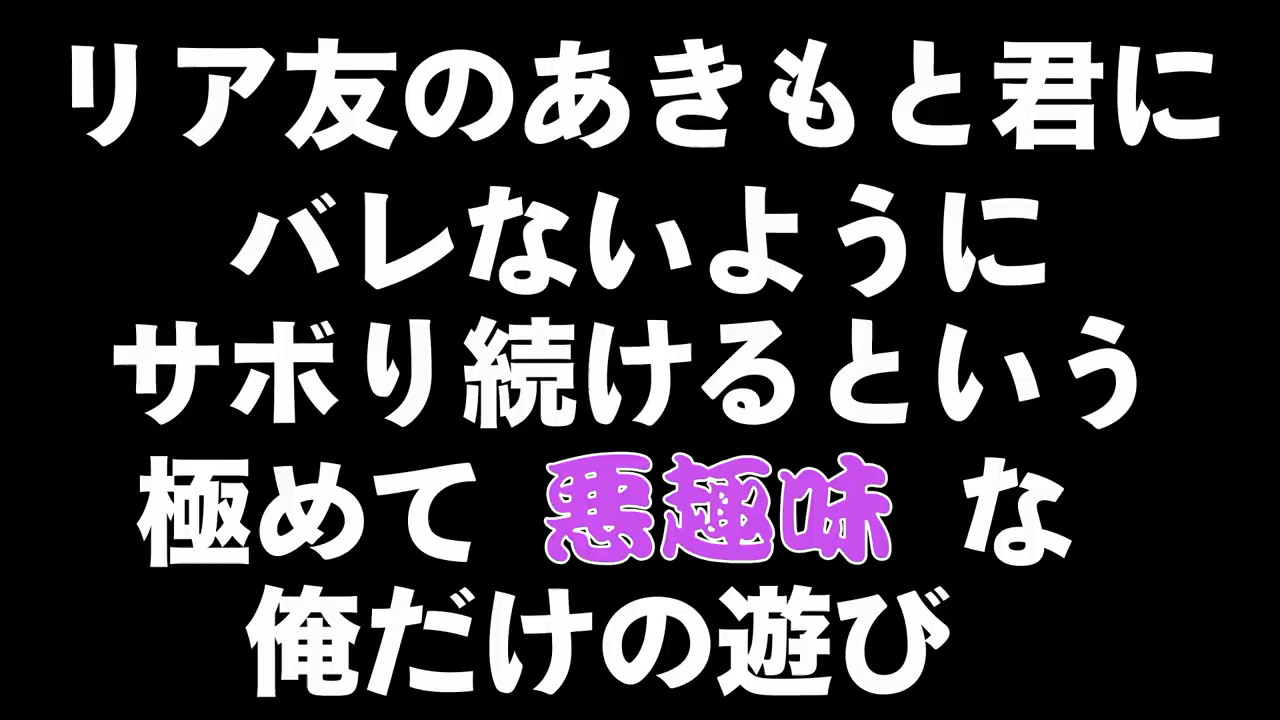 リア友のあきもと君に
バレないように
サボり続けるという
極めて 悪趣味 な
俺だけの遊び